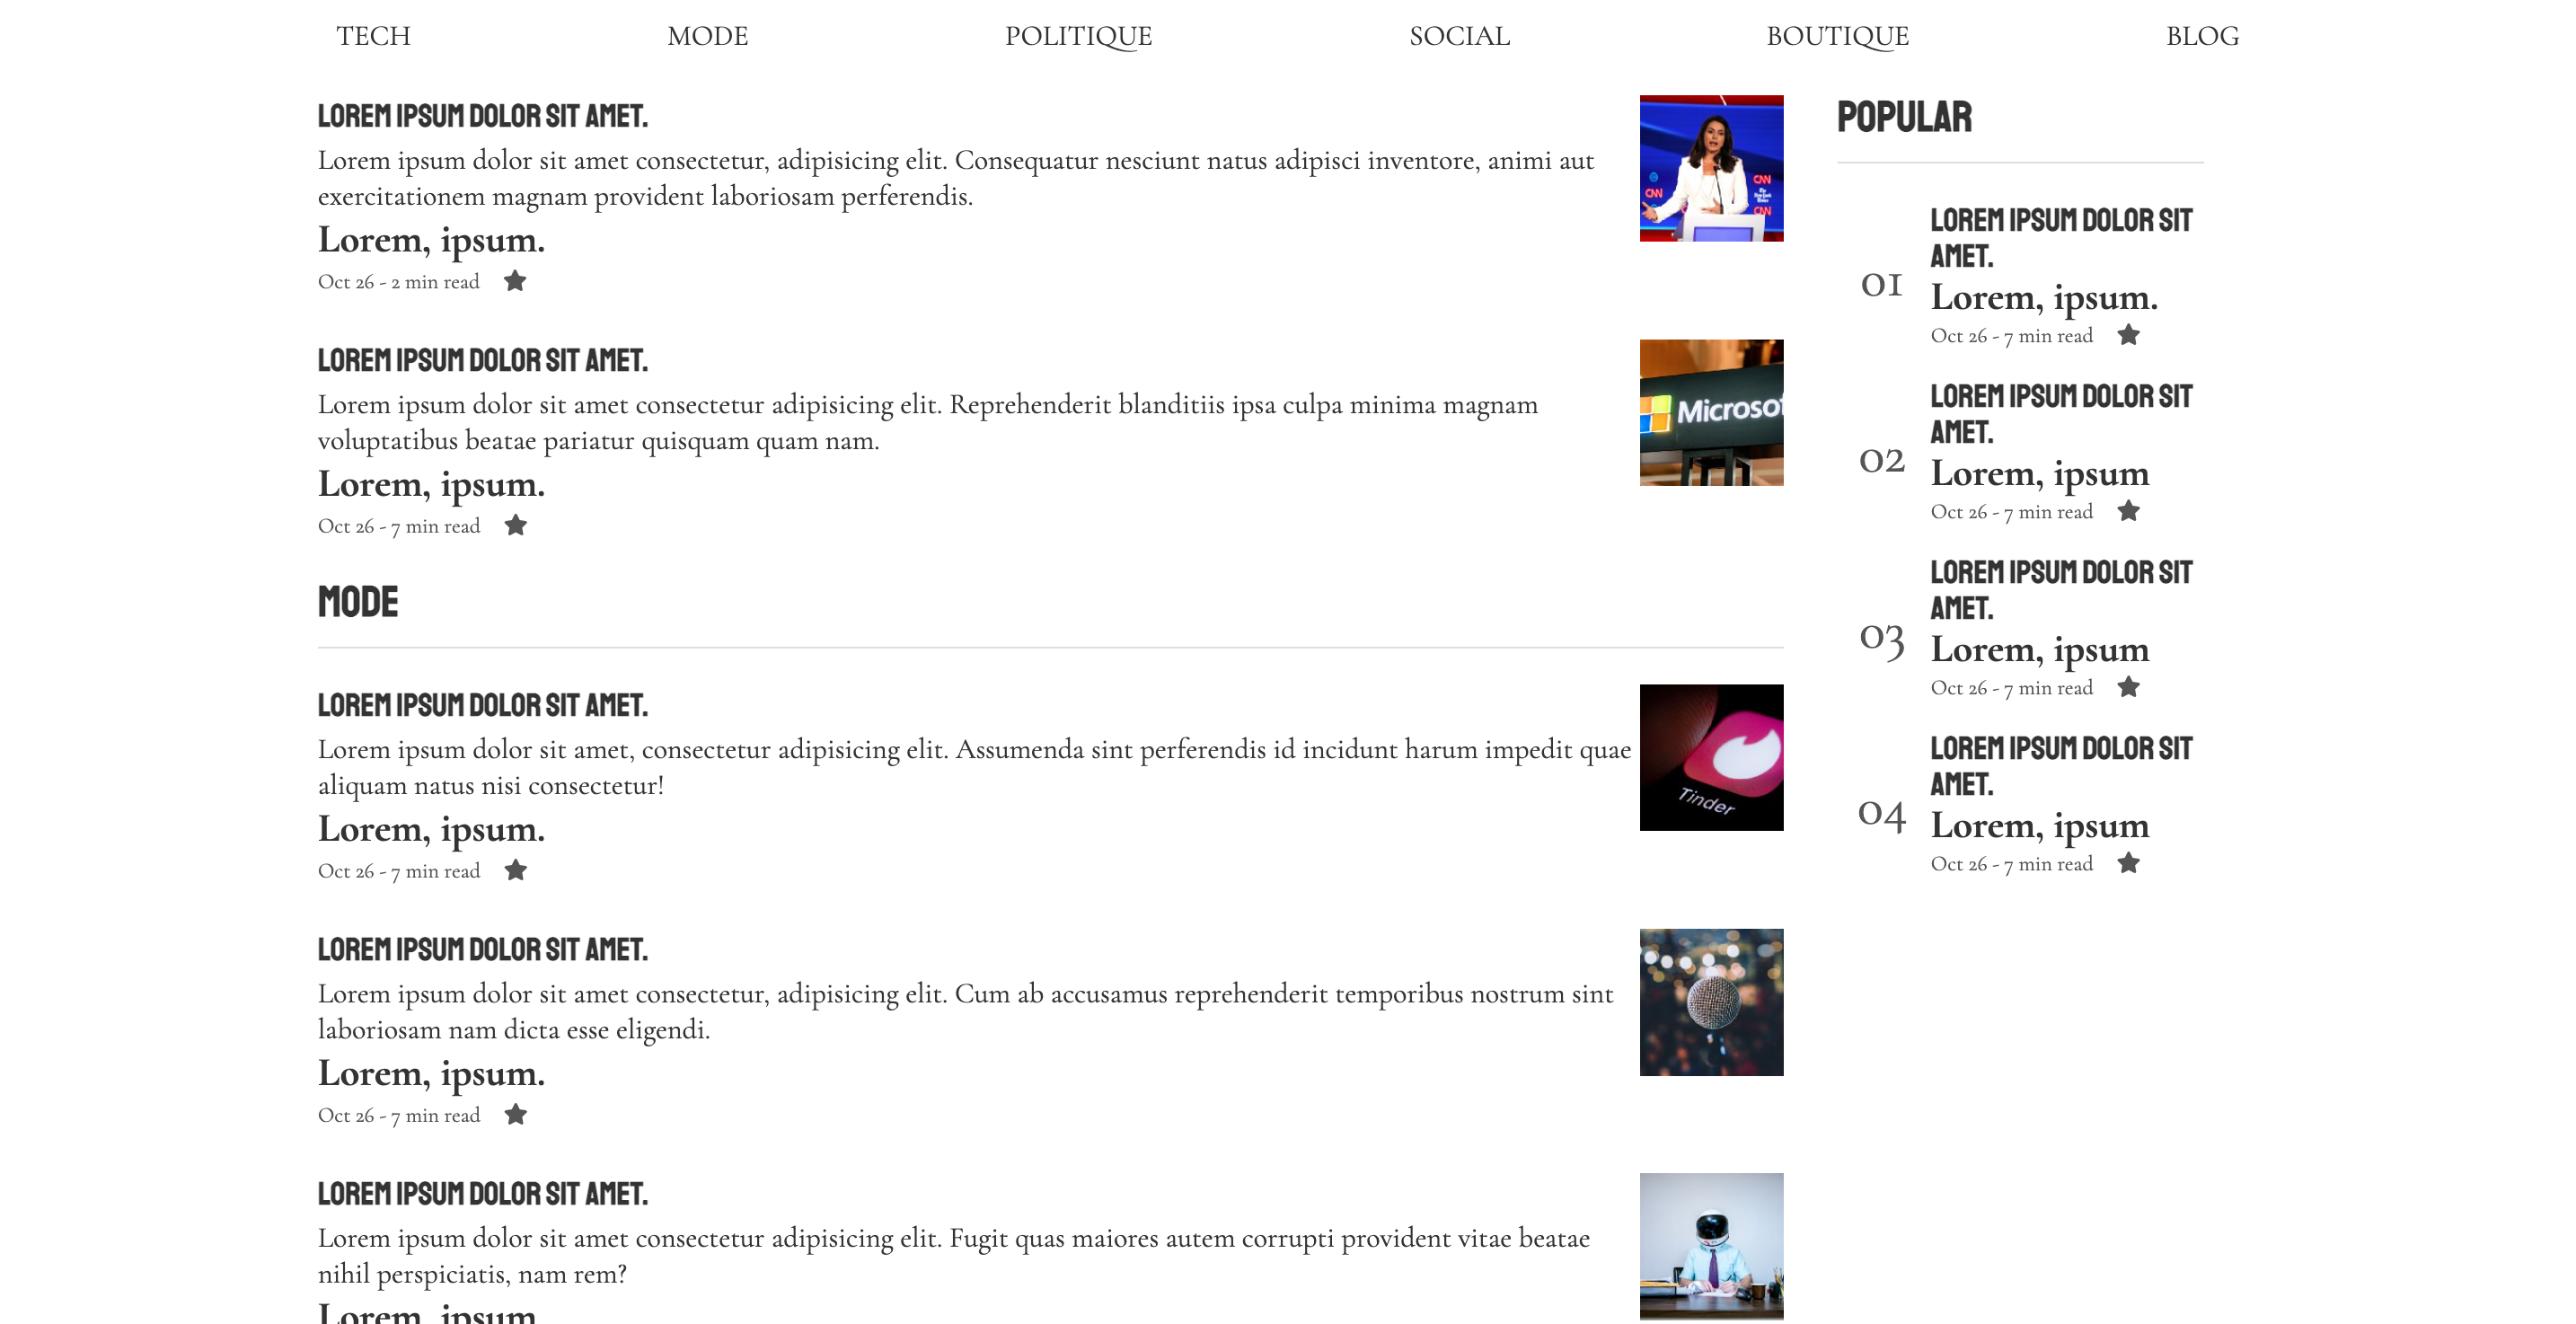 TECH MODE POLITIQUE SOCIAL BOUTIQUE BLOG
LOREM IPSUM DOLOR SIT AMET.
Lorem ipsum dolor sit amet consectetur, adipisicing elit. Consequatur nesciunt natus adipisci inventore, animi aut
exercitationem magnam provident laboriosam perferendis.
Lorem, ipsum.
Oct 26 - 2 min read
CNN
CNN
CNN
LOREM IPSUM DOLOR SIT AMET.
Lorem ipsum dolor sit amet consectetur adipisicing elit. Reprehenderit blanditiis ipsa culpa minima magnam
voluptatibus beatae pariatur quisquam quam nam.
Lorem, ipsum.
Oct 26 - 7 min read
Microsof
MODE
LOREM IPSUM DOLOR SIT AMET.
Lorem ipsum dolor sit amet, consectetur adipisicing elit. Assumenda sint perferendis id incidunt harum impedit quae
aliquam natus nisi consectetur!
Lorem, ipsum.
Oct 26 - 7 min read
Tinder
LOREM IPSUM DOLOR SIT AMET.
Lorem ipsum dolor sit amet consectetur, adipisicing elit. Cum ab accusamus reprehenderit temporibus nostrum sint
laboriosam nam dicta esse eligendi.
Lorem, ipsum.
Oct 26 - 7 min read
LOREM IPSUM DOLOR SIT AMET.
Lorem ipsum dolor sit amet consectetur adipisicing elit. Fugit quas maiores autem corrupti provident vitae beatae
nihil perspiciatis, nam rem?
Lorem, ipsum.
POPULAR
01
LOREM IPSUM DOLOR SIT
AMET.
Lorem, ipsum.
Oct 26 - 7 min read
02
LOREM IPSUM DOLOR SIT
AMET.
Lorem, ipsum
Oct 26 - 7 min read
03
LOREM IPSUM DOLOR SIT
AMET.
Lorem, ipsum
Oct 26 - 7 min read
04
LOREM IPSUM DOLOR SIT
AMET.
Lorem, ipsum
Oct 26 - 7 min read